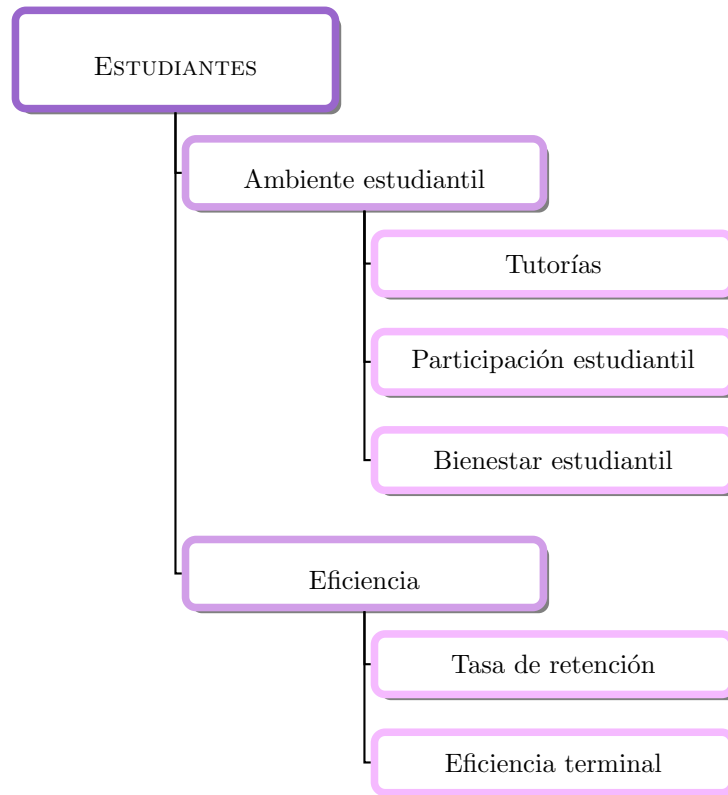 ESTUDIANTES
Ambiente estudiantil
Tutorías
Participación estudiantil
Bienestar estudiantil
Eficiencia
Tasa de retención
Eficiencia terminal